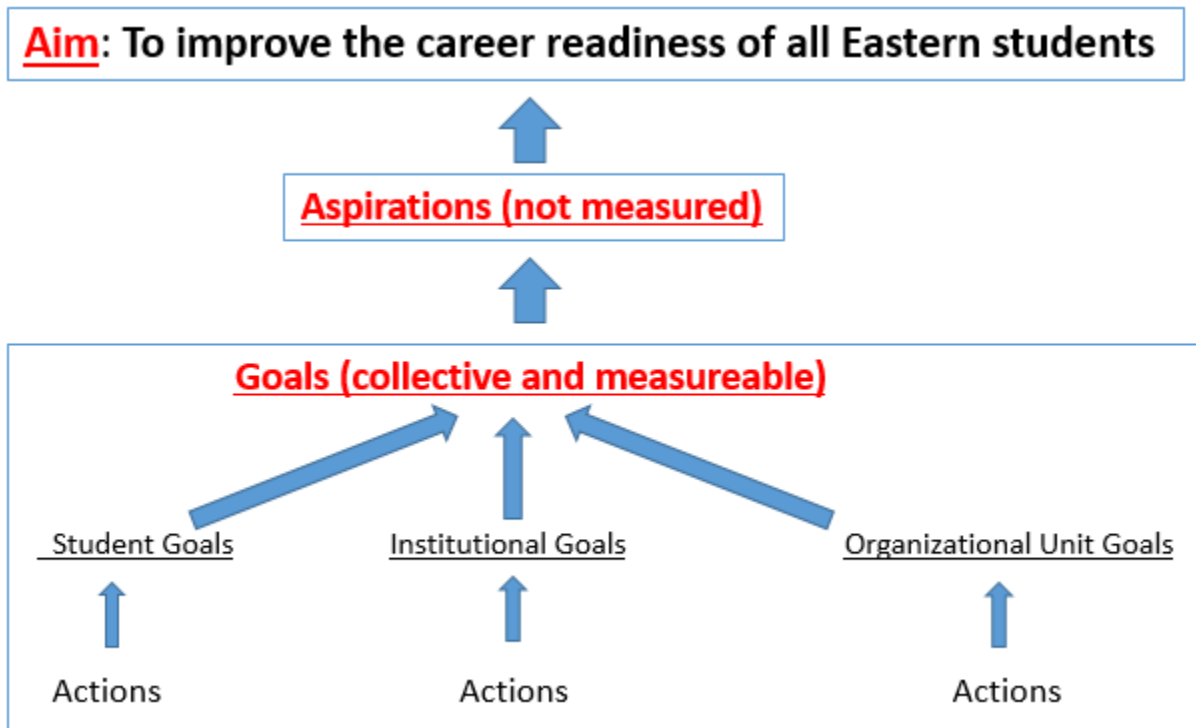 Aim: To improve the career readiness of all Eastern students
Aspirations (not measured)
Goals (collective and measureable)
Student Goals
Institutional Goals
Organizational Unit Goals
Actions
Actions
Actions